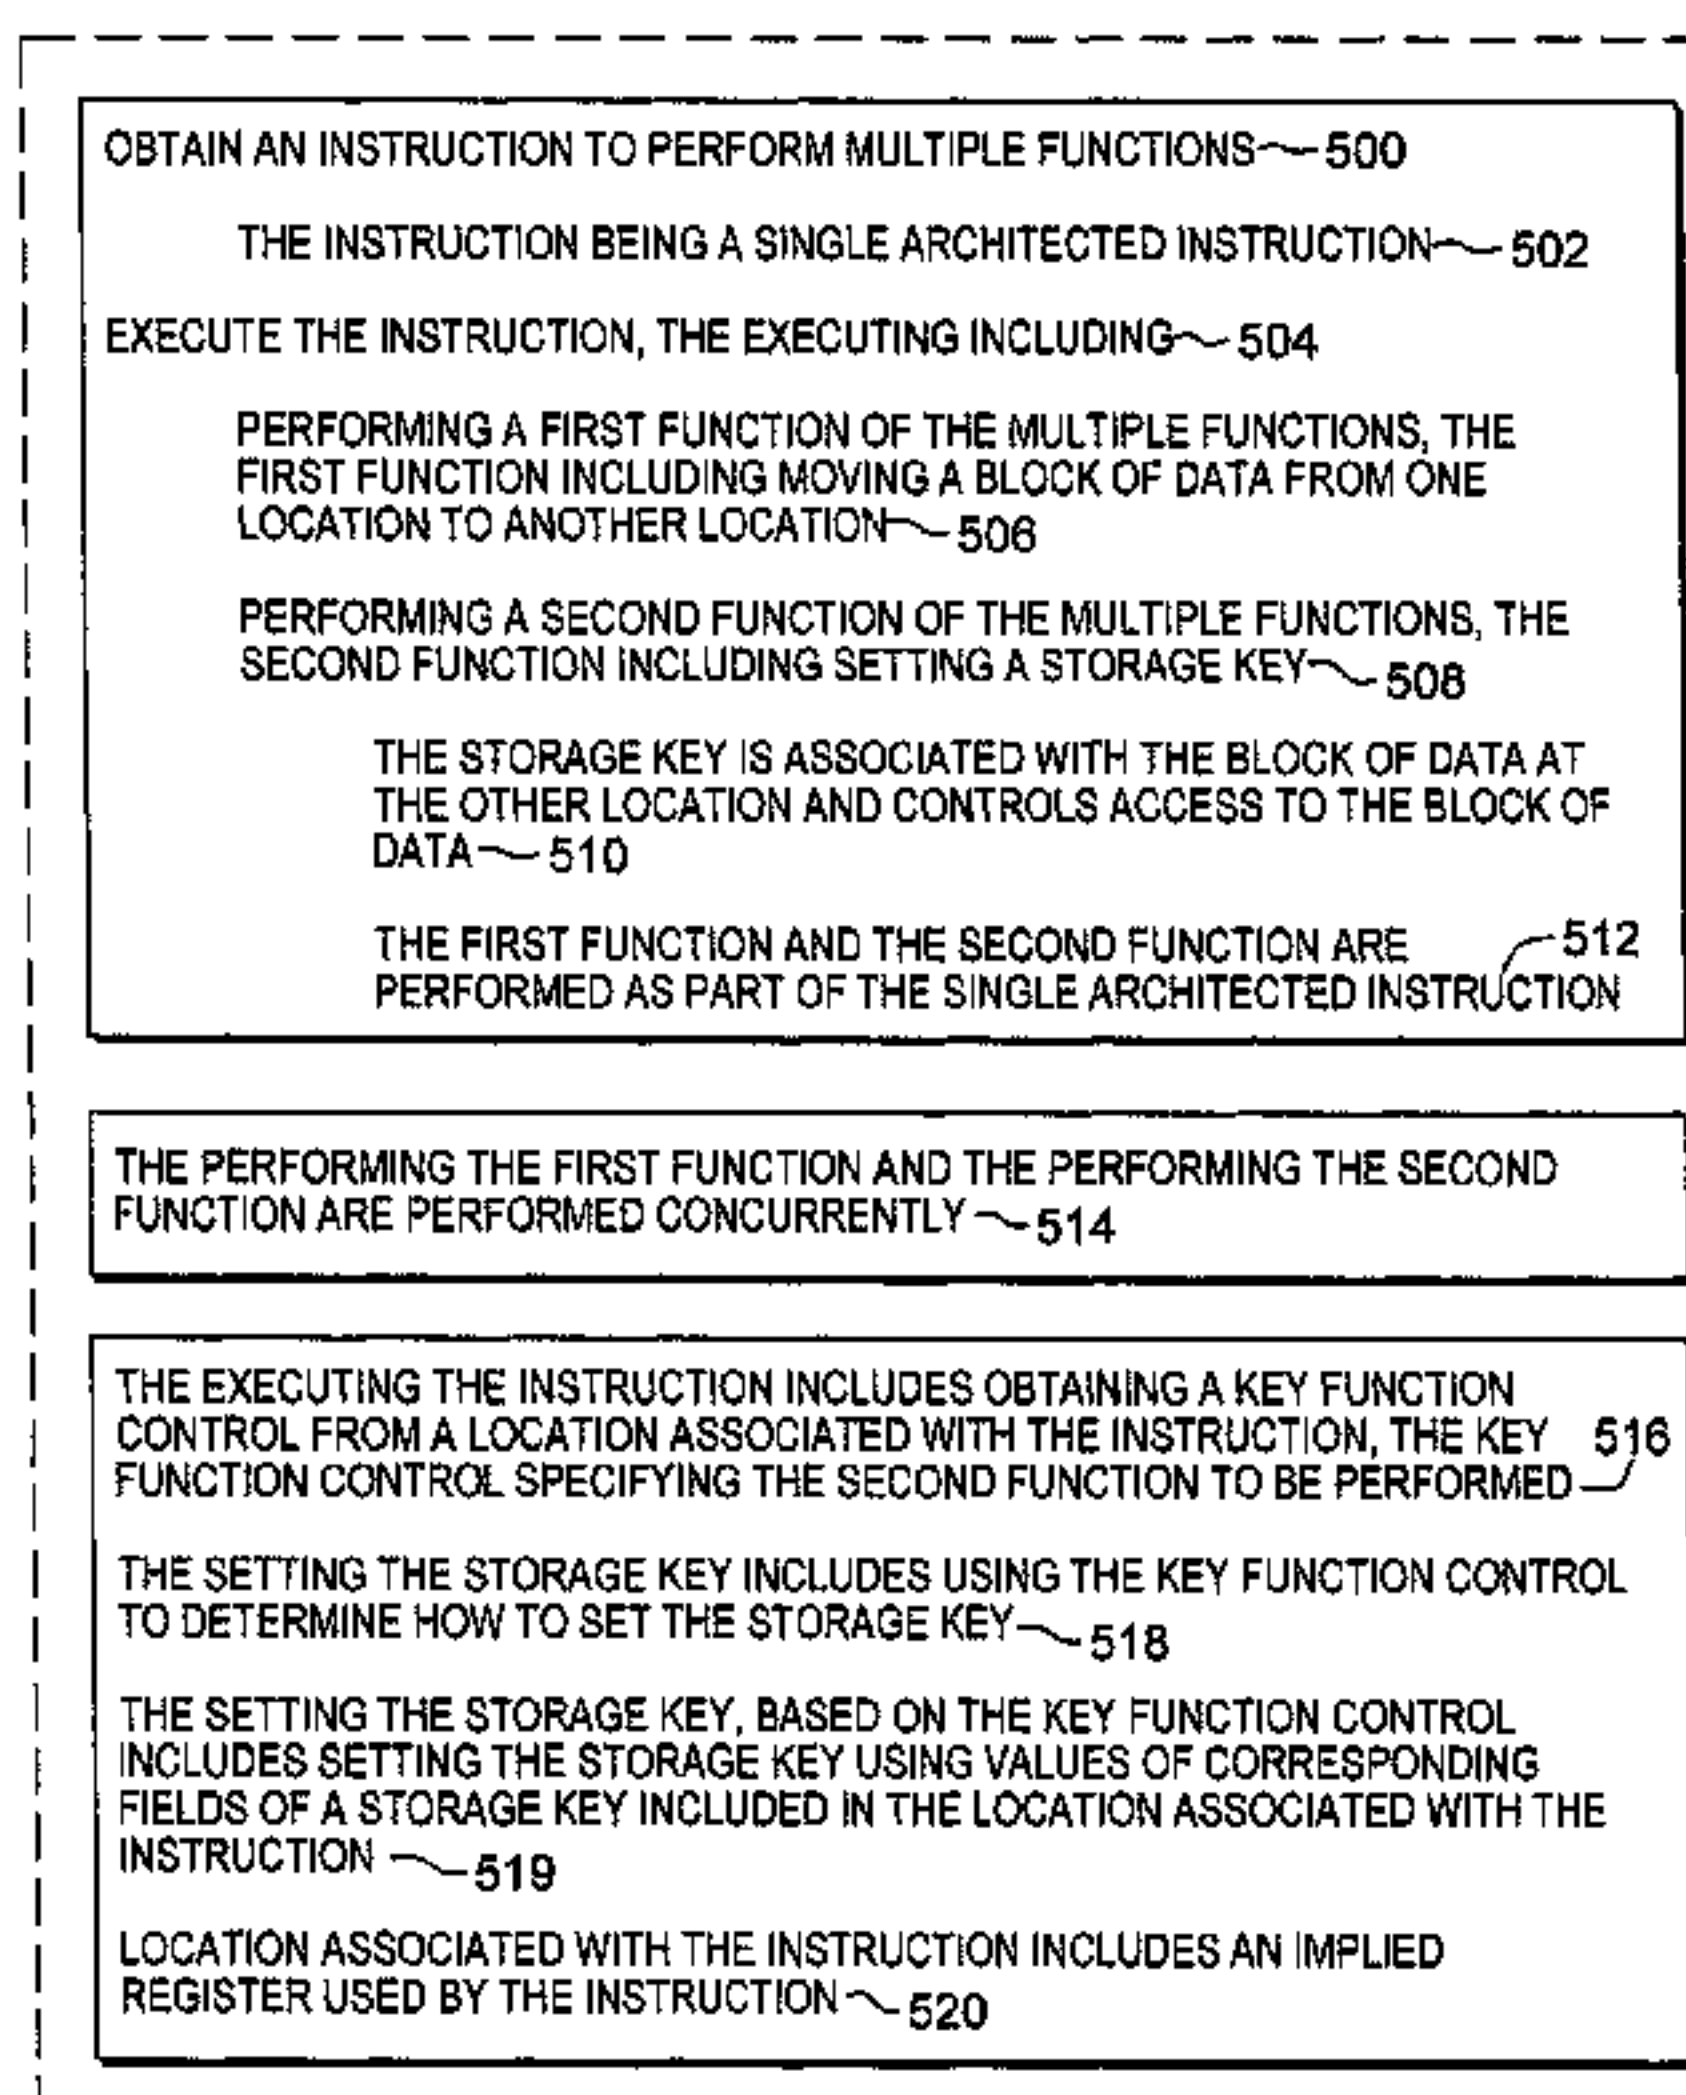 OBTAIN AN INSTRUCTION TO PERFORM MULTIPLE FUNCTIONS 500
THE INSTRUCTION BEING A SINGLE ARCHITECTED INSTRUCTION 502
EXECUTE THE INSTRUCTION, THE EXECUTING INCLUDING 504
PERFORMING A FIRST FUNCTION OF THE MULTIPLE FUNCTIONS, THE
FIRST FUNCTION INCLUDING MOVING A BLOCK OF DATA FROM ONE
LOCATION TO ANOTHER LOCATION 506
PERFORMING A SECOND FUNCTION OF THE MULTIPLE FUNCTIONS, THE
SECOND FUNCTION INCLUDING SETTING A STORAGE KEY 508
THE STORAGE KEY IS ASSOCIATED WITH THE BLOCK OF DATA AT
THE OTHER LOCATION AND CONTROLS ACCESS TO THE BLOCK OF
DATA 510
THE FIRST FUNCTION AND THE SECOND FUNCTION ARE 512
PERFORMED AS PART OF THE SINGLE ARCHITECTED INSTRUCTION
THE PERFORMING THE FIRST FUNCTION AND THE PERFORMING THE SECOND
FUNCTION ARE PERFORMED CONCURRENTLY 514
THE EXECUTING THE INSTRUCTION INCLUDES OBTAINING A KEY FUNCTION
CONTROL FROM A LOCATION ASSOCIATED WITH THE INSTRUCTION, THE KEY 516
FUNCTION CONTROL SPECIFYING THE SECOND FUNCTION TO BE PERFORMED
THE SETTING THE STORAGE KEY INCLUDES USING THE KEY FUNCTION CONTROL
TO DETERMINE HOW TO SET THE STORAGE KEY 518
THE SETTING THE STORAGE KEY, BASED ON THE KEY FUNCTION CONTROL
INCLUDES SETTING THE STORAGE KEY USING VALUES OF CORRESPONDING
FIELDS OF A STORAGE KEY INCLUDED IN THE LOCATION ASSOCIATED WITH THE
INSTRUCTION 519
LOCATION ASSOCIATED WITH THE INSTRUCTION INCLUDES AN IMPLIED
REGISTER USED BY THE INSTRUCTION 520